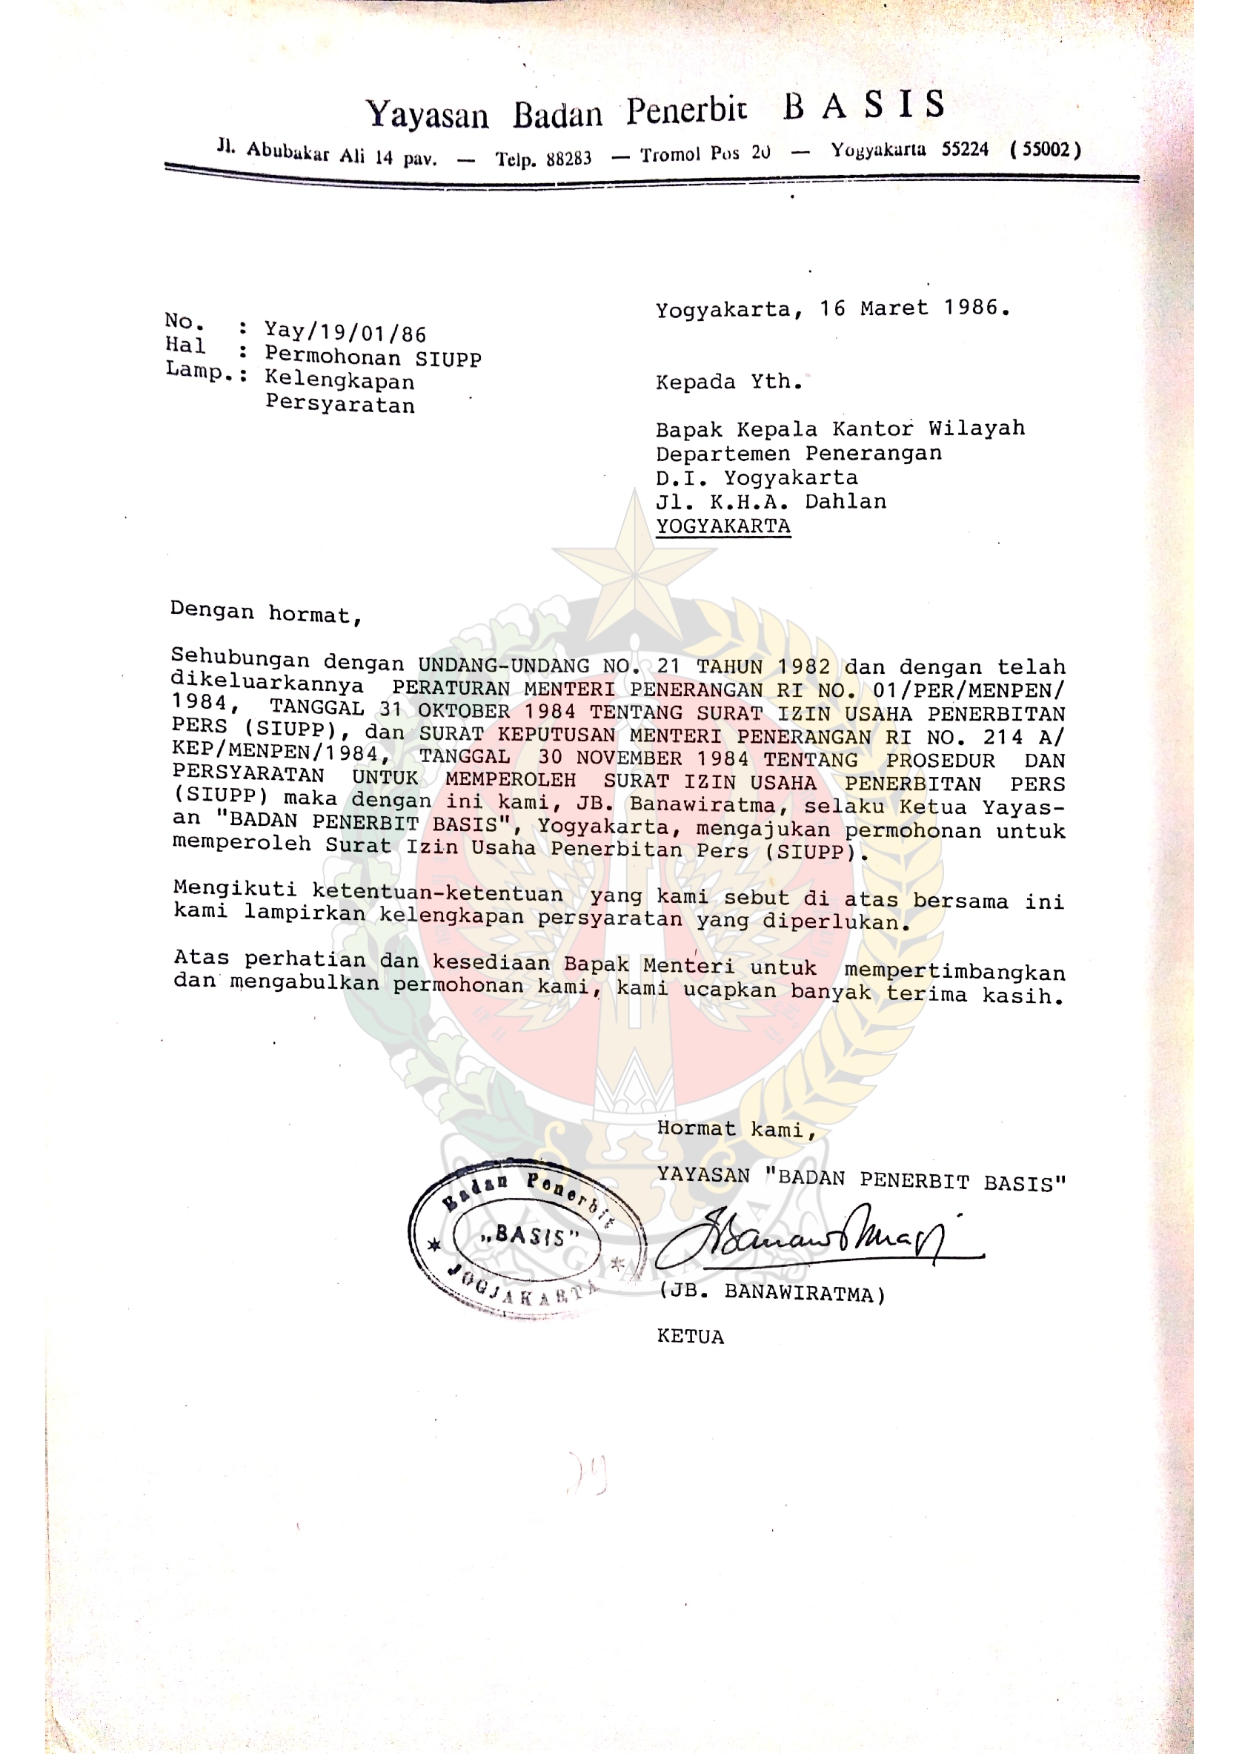 Yayasan Badan Penerbit BASIS
Jl. Abubakar Ali 14 pav. — Telp. 88283 — Tromol Pos 20 — Yogyakarta 55224 (55002)
Yogyakarta, 16 Maret 1986.
No. : Yay/19/01/86
Hal : Permohonan SIUPP
Lamp.: Kelengkapan
Persyaratan
Kepada Yth.
Bapak Kepala Kantor Wilayah
Departemen Penerangan
D.I. Yogyakarta
Jl. K.H.A. Dahlan
YOGYAKARTA
Dengan hormat,
Sehubungan dengan UNDANG-UNDANG NO. 21 TAHUN 1982 dan dengan telah
dikeluarkannya PERATURAN MENTERI PENERANGAN RI NO. 01/PER/MENPEN/
1984, TANGGAL 31 OKTOBER 1984 TENTANG SURAT IZIN USAHA PENERBITAN
PERS (SIUPP), dan SURAT KEPUTUSAN MENTERI PENERANGAN RI NO. 214 A/
KEP/MENPEN/1984, TANGGAL 30 NOVEMBER 1984 TENTANG PROSEDUR DAN
PERSYARATAN UNTUK MEMPEROLEH SURAT IZIN USAHA PENERBITAN PERS
(SIUPP) maka dengan ini kami, JB. Banawiratma, selaku Ketua Yayas-
an "BADAN PENERBIT BASIS", Yogyakarta, mengajukan permohonan untuk
memperoleh Surat Izin Usaha Penerbitan Pers (SIUPP).
Mengikuti ketentuan-ketentuan yang kami sebut di atas bersama ini
kami lampirkan kelengkapan persyaratan yang diperlukan.
Atas perhatian dan kesediaan Bapak Menteri untuk mempertimbangkan
dan mengabulkan permohonan kami, kami ucapkan banyak terima kasih.
Hormat kami,
YAYASAN "BADAN PENERBIT BASIS"
Badan Penerbit
„BASIS"
JOGJAKARTA
(JB. BANAWIRATMA)
KETUA